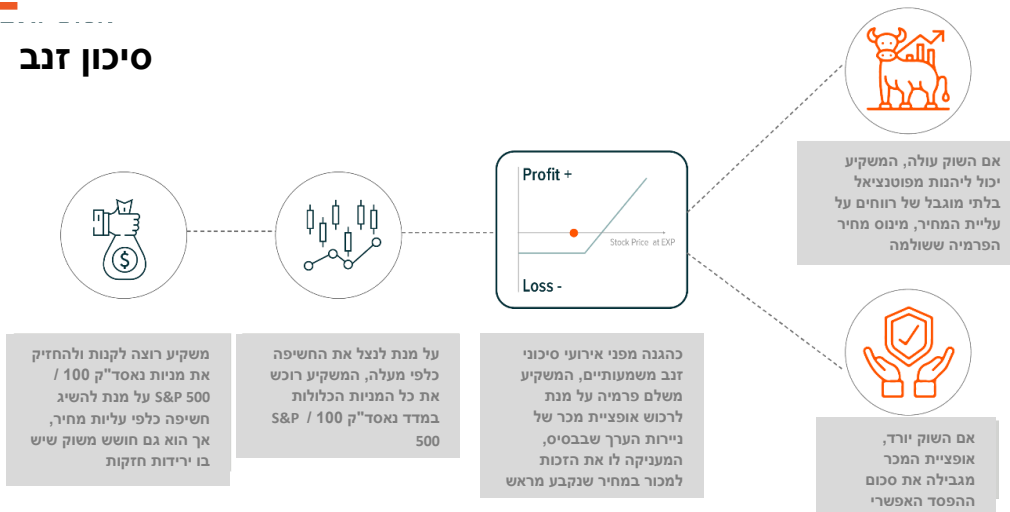 סיכון זנב
משקיע רוצה לקנות ולהחזיק
את מניות נאסד"ק 100 /
S&P 500 על מנת להשיג
חשיפה כלפי עליות מחיר,
אך הוא גם חושש משוק שיש
בו ירידות חזקות
על מנת לנצל את החשיפה
כלפי מעלה, המשקיע רוכש
את כל המניות הכלולות
במדד נאסד"ק 100 / S&P
500
Profit +
Stock Price at EXP
Loss -
כהגנה מפני אירועי סיכוני
זנב משמעותיים, המשקיע
משלם פרמיה על מנת
לרכוש אופציית מכר של
ניירות הערך שבבסיס,
המעניקה לו את הזכות
למכור במחיר שנקבע מראש
אם השוק עולה, המשקיע
יכול ליהנות מפוטנציאל
בלתי מוגבל של רווחים על
עליית המחיר, מינוס מחיר
הפרמיה ששולמה
אם השוק יורד,
אופציית המכר
מגבילה את סכום
ההפסד האפשרי